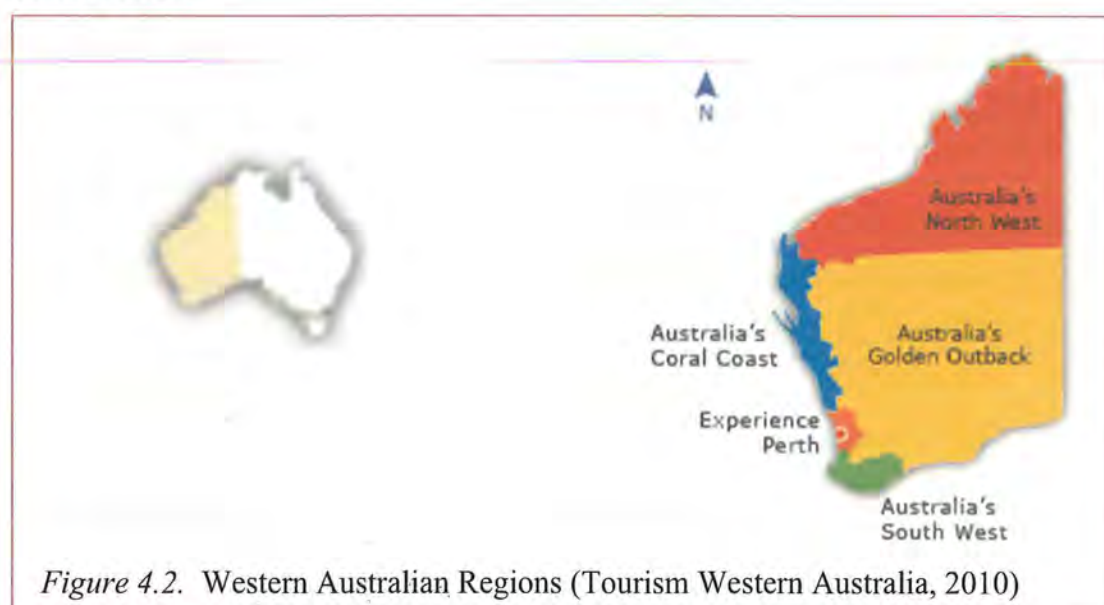 N
Australia's
North West
Australia's
Coral Coast
Australia's
Golden Outback
Experience
Perth
Australia's
South West
Figure 4.2. Western Australian Regions (Tourism Western Australia, 2010)